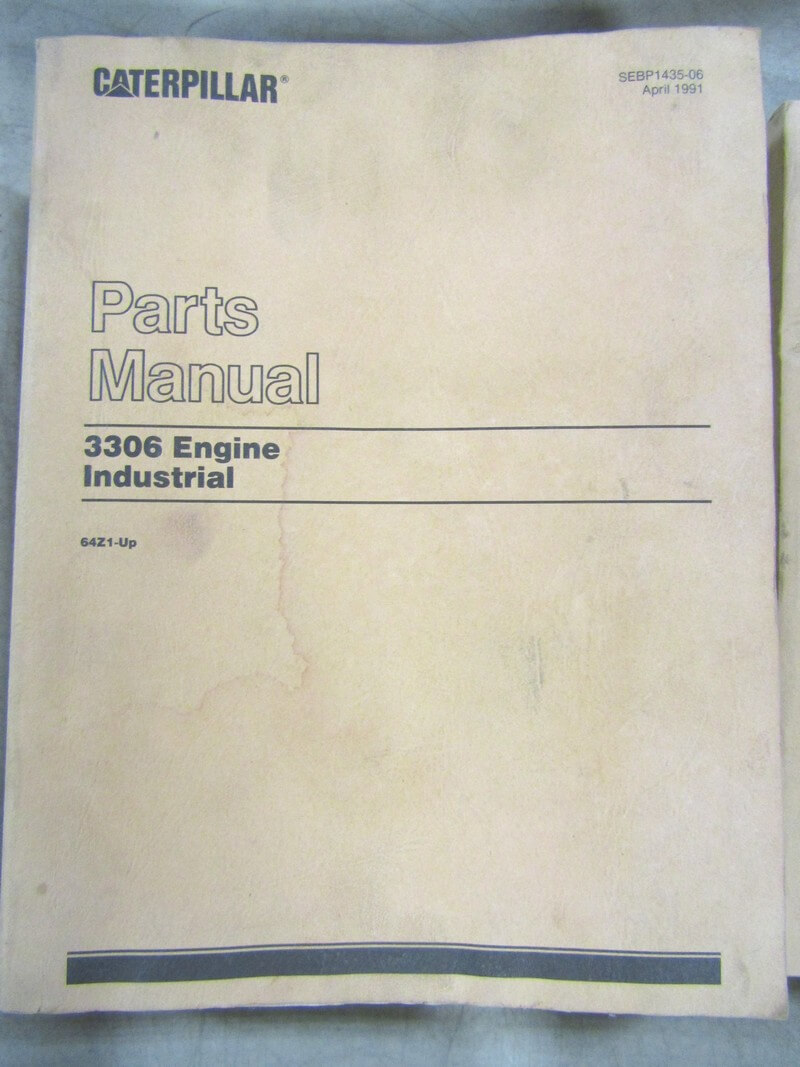 CATERPILLAR®
SEBP1435-06
April 1991
Parts
Manual
3306 Engine
Industrial
64Z1-Up